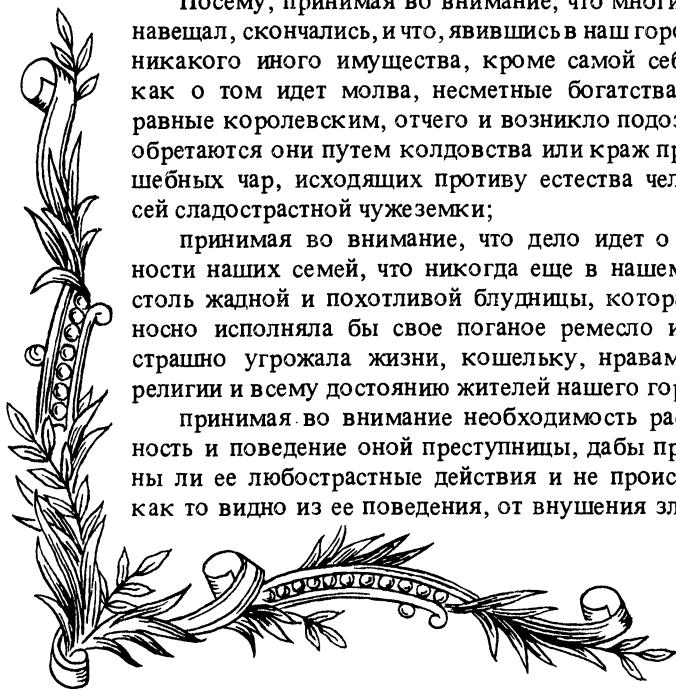 Посему, принимая во внимание, что многи
навещал, скончались, и что, явившись в наш горо
никакого иного имущества, кроме самой себ
как о том идет молва, несметные богатства
равные королевским, отчего и возникло подоз
обретаются они путем колдовства или краж пр
шебных чар, исходящих противу естества чел
сей сладострастной чужеземки;
принимая во внимание, что дело идет о
ности наших семей, что никогда еще в нашем
столь жадной и похотливой блудницы, котора
носно исполняла бы свое поганое ремесло и
страшно угрожала жизни, кошельку, нравам
религии и всему достоянию жителей нашего гор
принимая во внимание необходимость рас
ность и поведение оной преступницы, дабы пр
ны ли ее любострастные действия и не проис
как то видно из ее поведения, от внушения зл